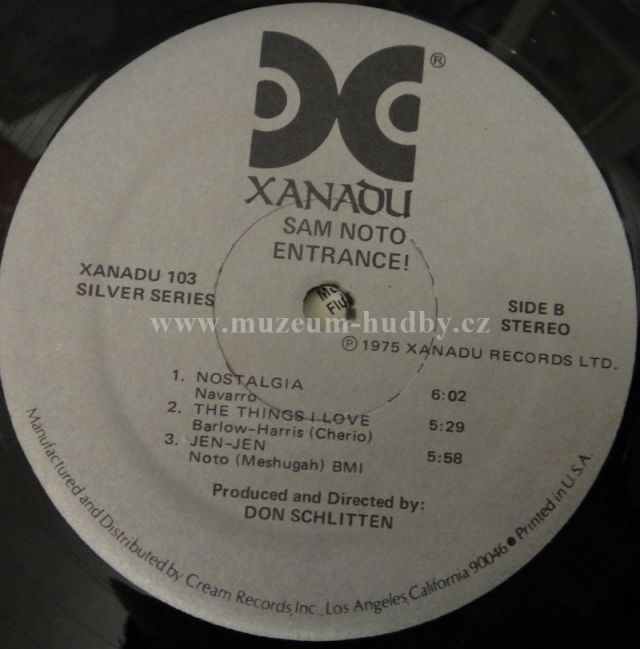 ®
XANADU
SAM NOTO
ENTRANCE!
XANADU 103
SILVER SERIES
SIDE B
STEREO
www.muzeum-hudby.cz
Ⓟ 1975 XANADU RECORDS LTD.
1. NOSTALGIA
Navarro 6:02
2. THE THINGS I LOVE
Barlow-Harris (Cherio) 5:29
3. JEN-JEN
Noto (Meshugah) BMI 5:58
Produced and Directed by:
DON SCHLITTEN
Manufactured and Distributed by Cream Records Inc., Los Angeles, California 90046 ● Printed in U.S.A.